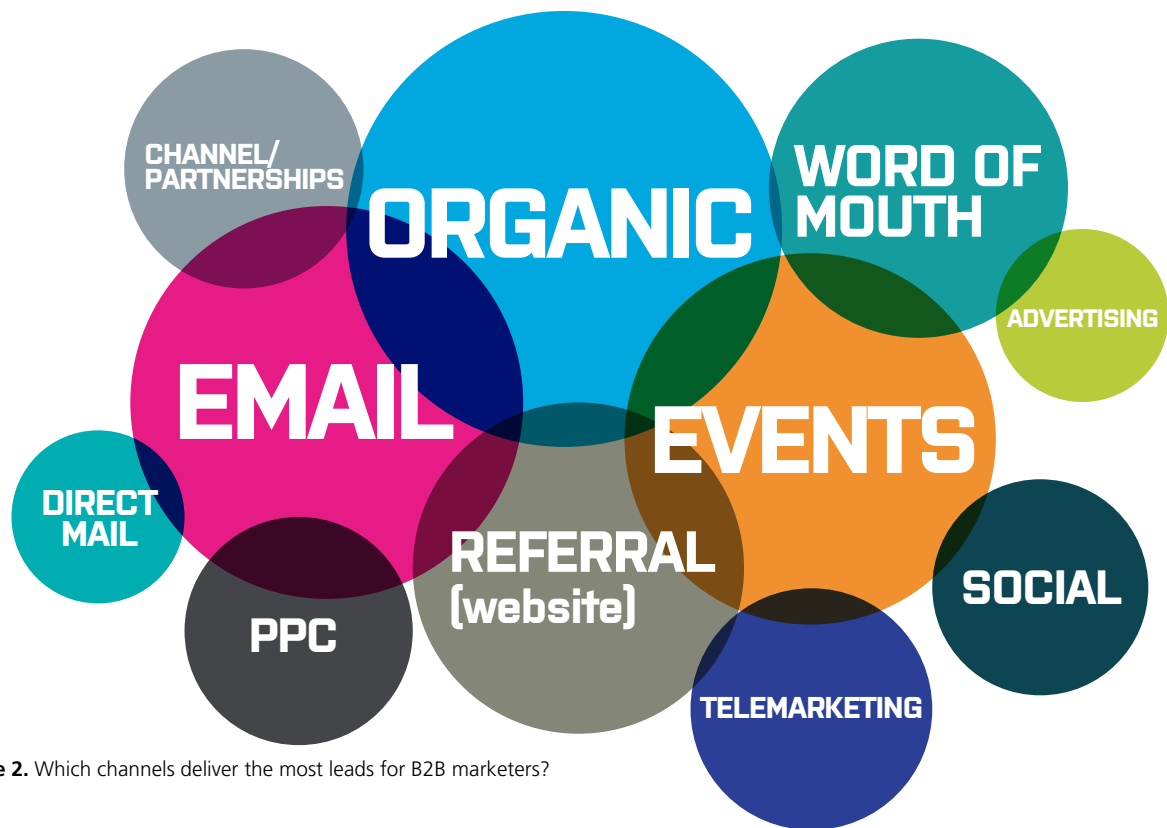 CHANNEL/
PARTNERSHIPS
ORGANIC
WORD OF
MOUTH
ADVERTISING
EMAIL
EVENTS
DIRECT
MAIL
REFERRAL
(website)
SOCIAL
PPC
TELEMARKETING
e 2. Which channels deliver the most leads for B2B marketers?